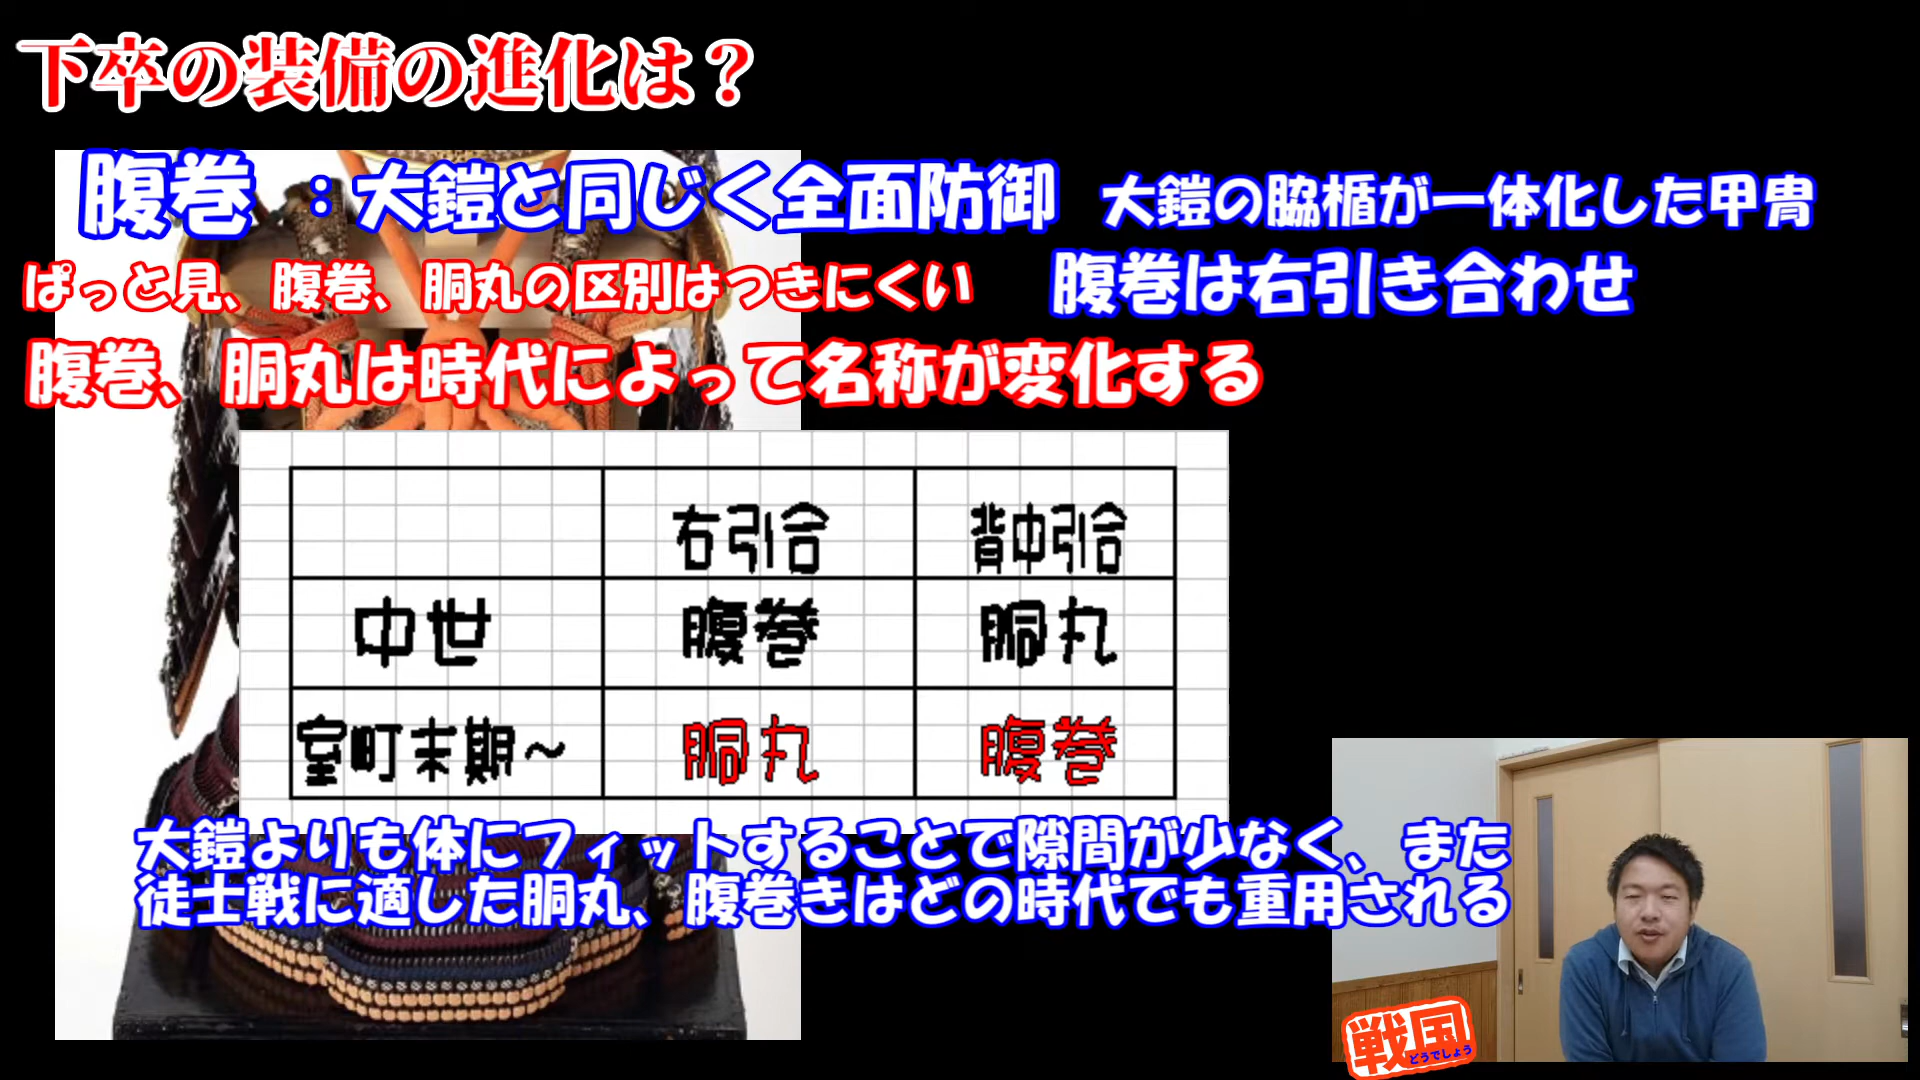 下卒の装備の進化は？
腹巻：大鎧と同じく全面防御　大鎧の脇楯が一体化した甲冑
ぱっと見、腹巻、胴丸の区別はつきにくい　腹巻は右引き合わせ
腹巻、胴丸は時代によって名称が変化する
右引合　背中引合
中世　腹巻　胴丸
室町末期～　胴丸　腹巻
大鎧よりも体にフィットすることで隙間が少なく、また
徒士戦に適した胴丸、腹巻きはどの時代でも重用される
戦国
どうでしょう